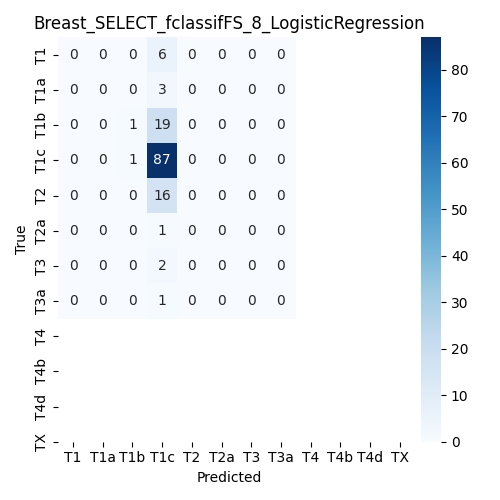 Breast_SELECT_fclassifFS_8_LogisticRegression
T1 0 0 0 6 0 0 0 0
T1a 0 0 0 3 0 0 0 0
T1b 0 0 1 19 0 0 0 0
T1c 0 0 1 87 0 0 0 0
T2 0 0 0 16 0 0 0 0
T2a 0 0 0 1 0 0 0 0
T3 0 0 0 2 0 0 0 0
T3a 0 0 0 1 0 0 0 0
T4
T4b
T4d
TX
True
T1 T1a T1b T1c T2 T2a T3 T3a T4 T4b T4d TX
Predicted
80
70
60
50
40
30
20
10
0